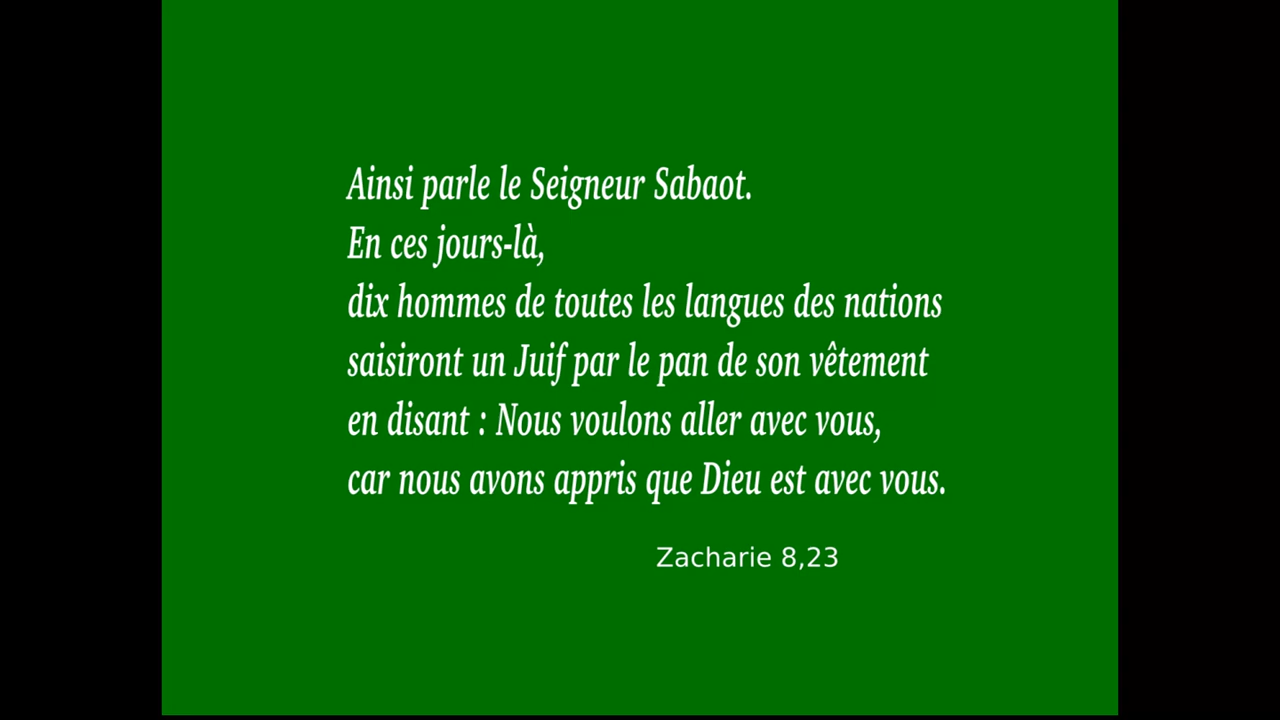 Ainsi parle le Seigneur Sabaot.
En ces jours-là,
dix hommes de toutes les langues des nations
saisiront un Juif par le pan de son vêtement
en disant : Nous voulons aller avec vous,
car nous avons appris que Dieu est avec vous.
Zacharie 8,23